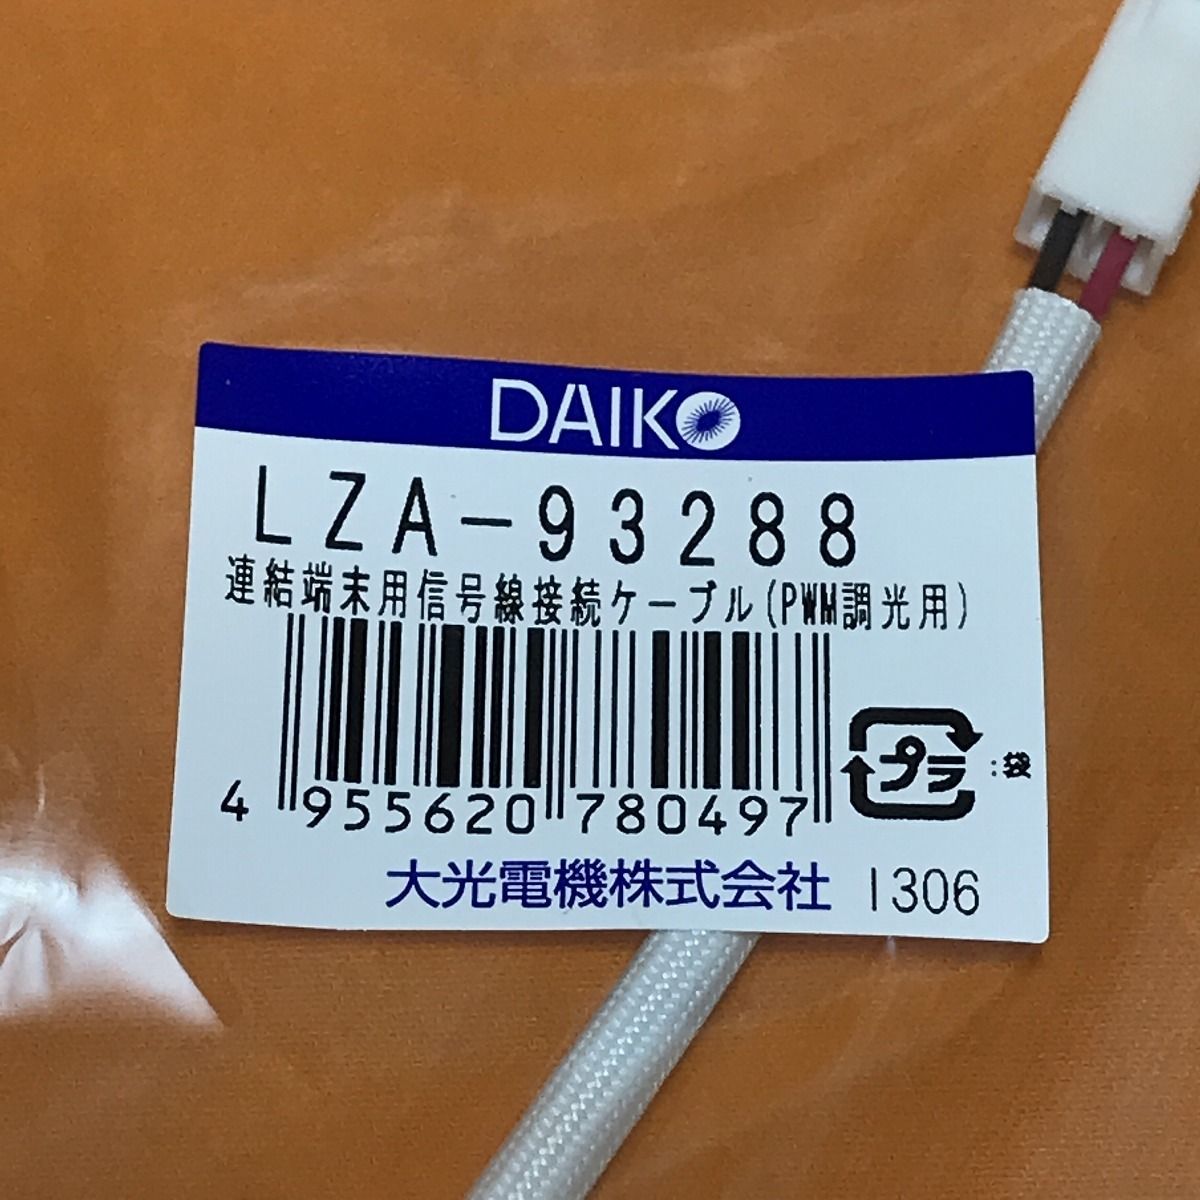 DAIKO
LZA-93288
連結端末用信号線接続ケーブル(PWM調光用)
プラ :袋
4 955620 780497
大光電機株式会社 1306